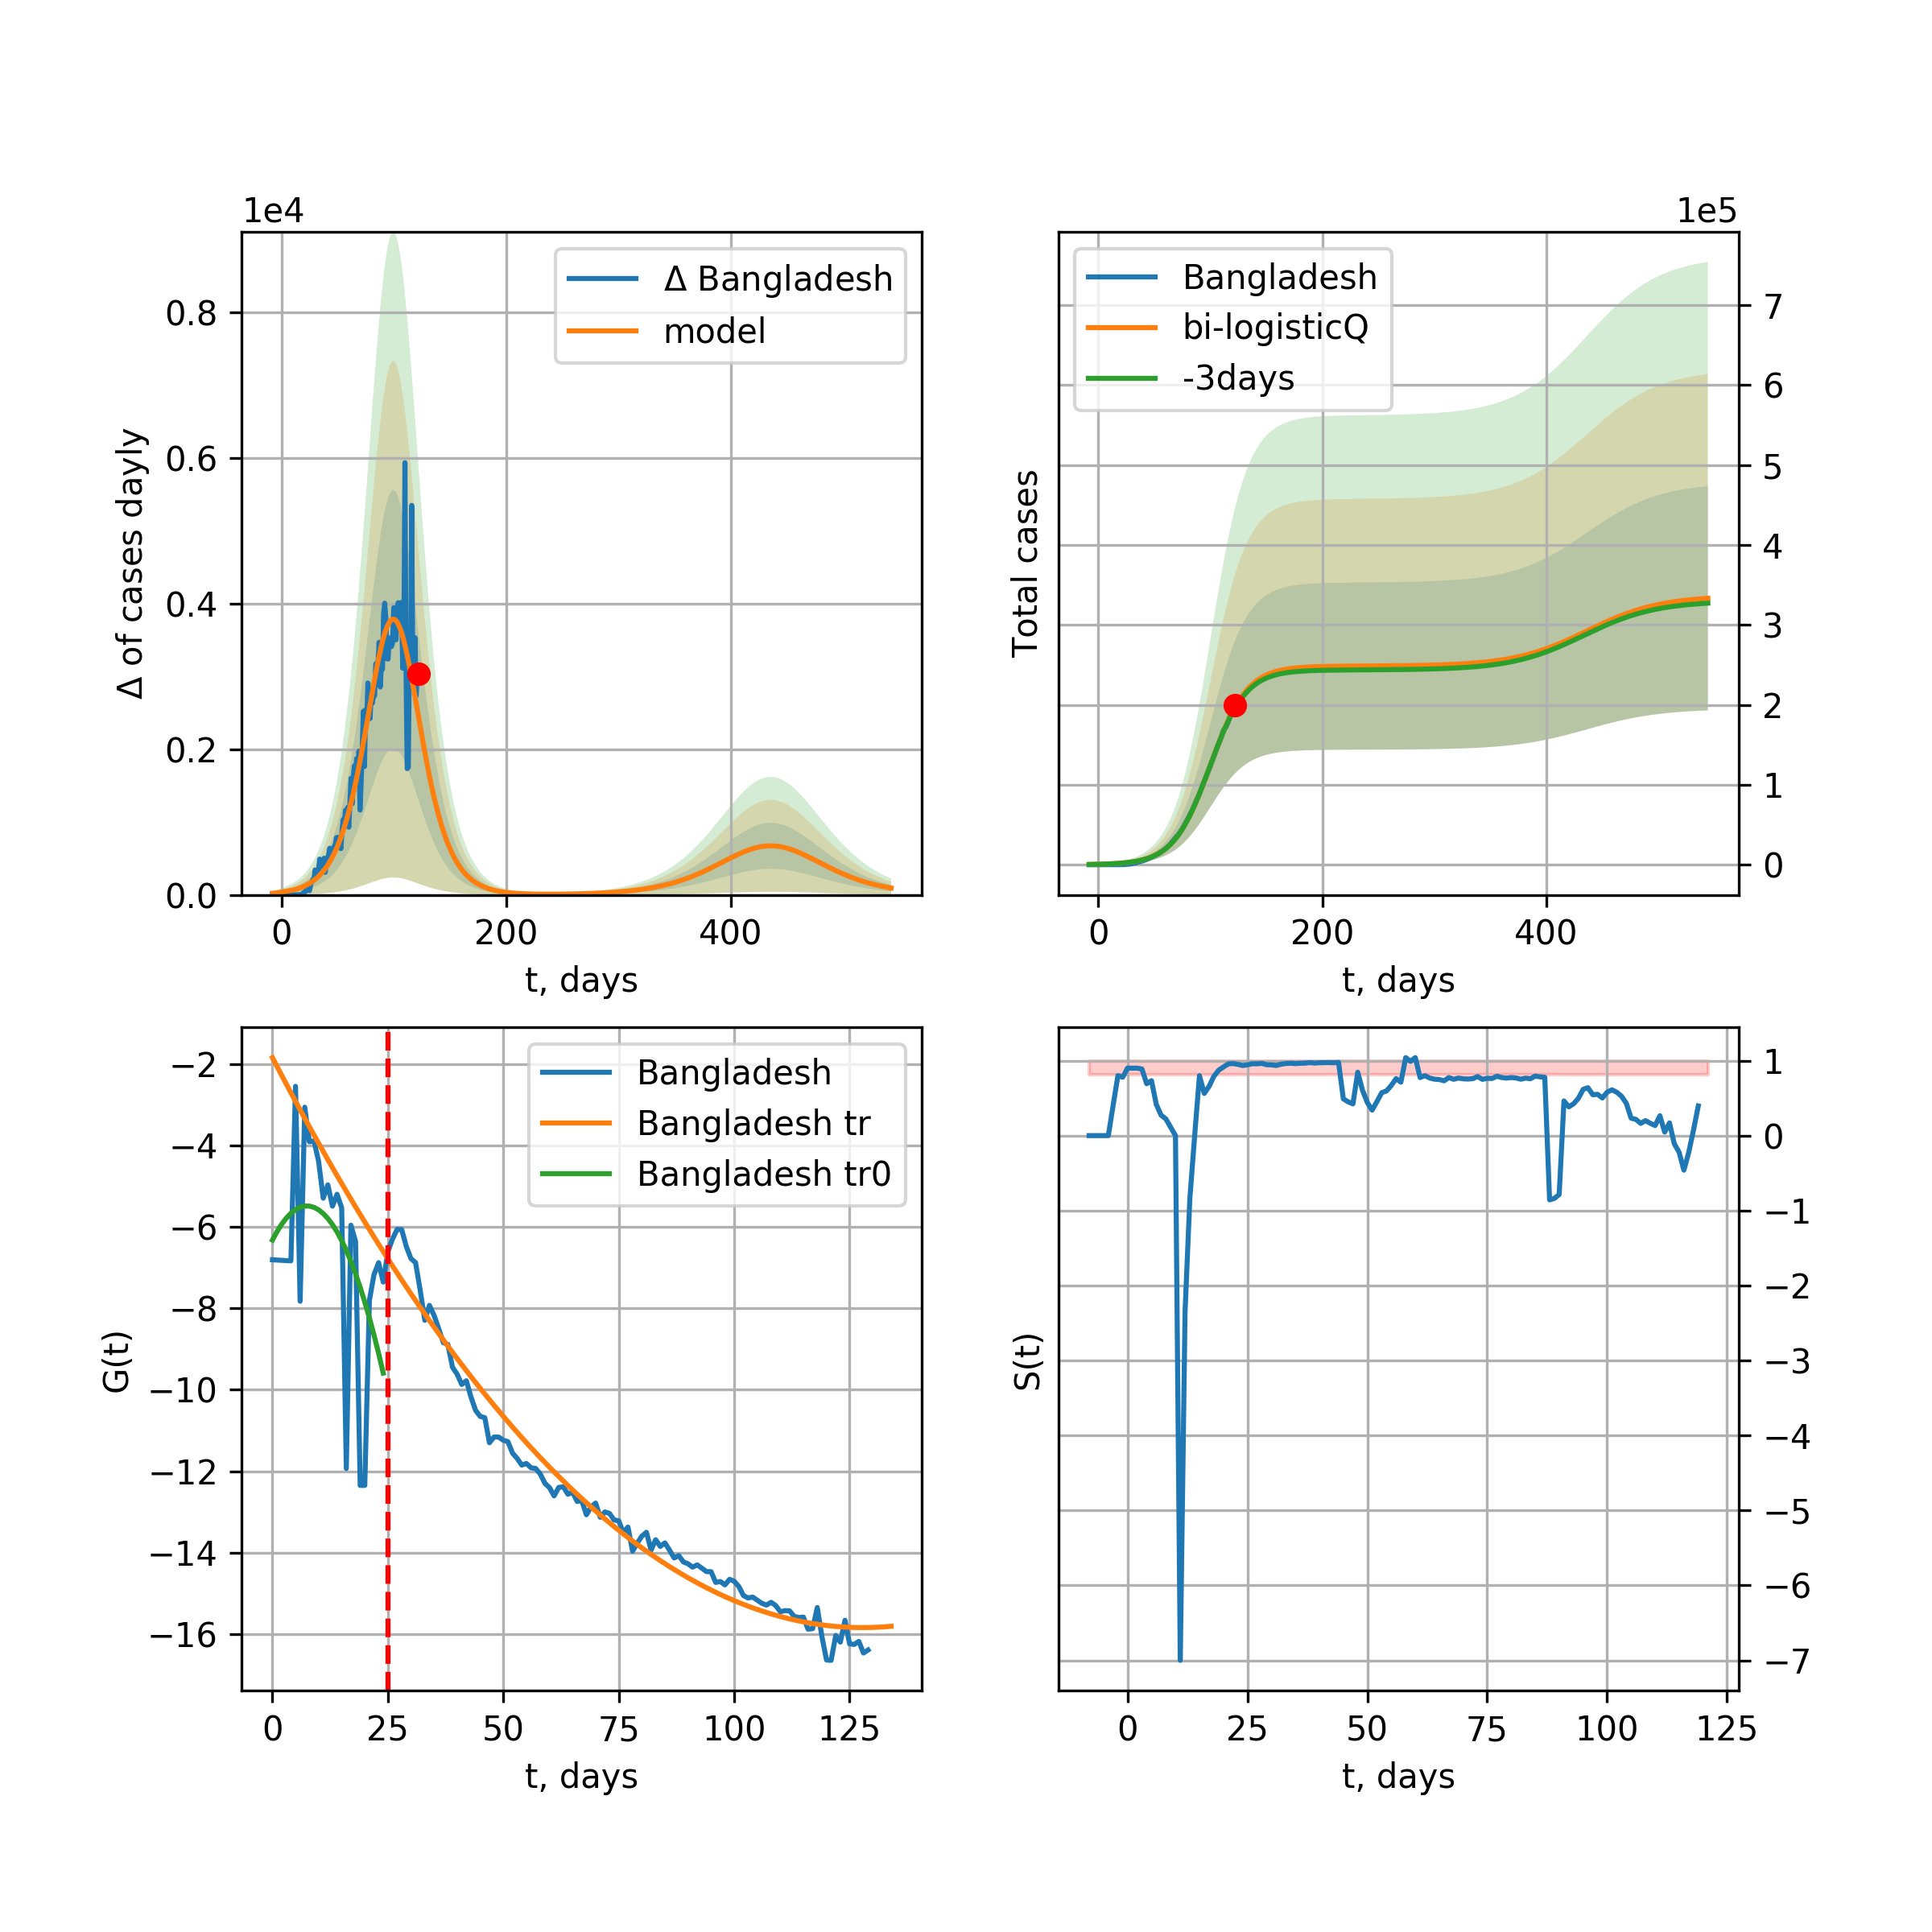 1e4
Δ of cases dayly
0.8
0.6
0.4
0.2
0.0
Δ Bangladesh
model
0 200 400
t, days
1e5
Total cases
Bangladesh
bi-logisticQ
-3days
7
6
5
4
3
2
1
0
0 200 400
t, days
G(t)
−2
−4
−6
−8
−10
−12
−14
−16
Bangladesh
Bangladesh tr
Bangladesh tr0
0 25 50 75 100 125
t, days
S(t)
1
0
−1
−2
−3
−4
−5
−6
−7
0 25 50 75 100 125
t, days